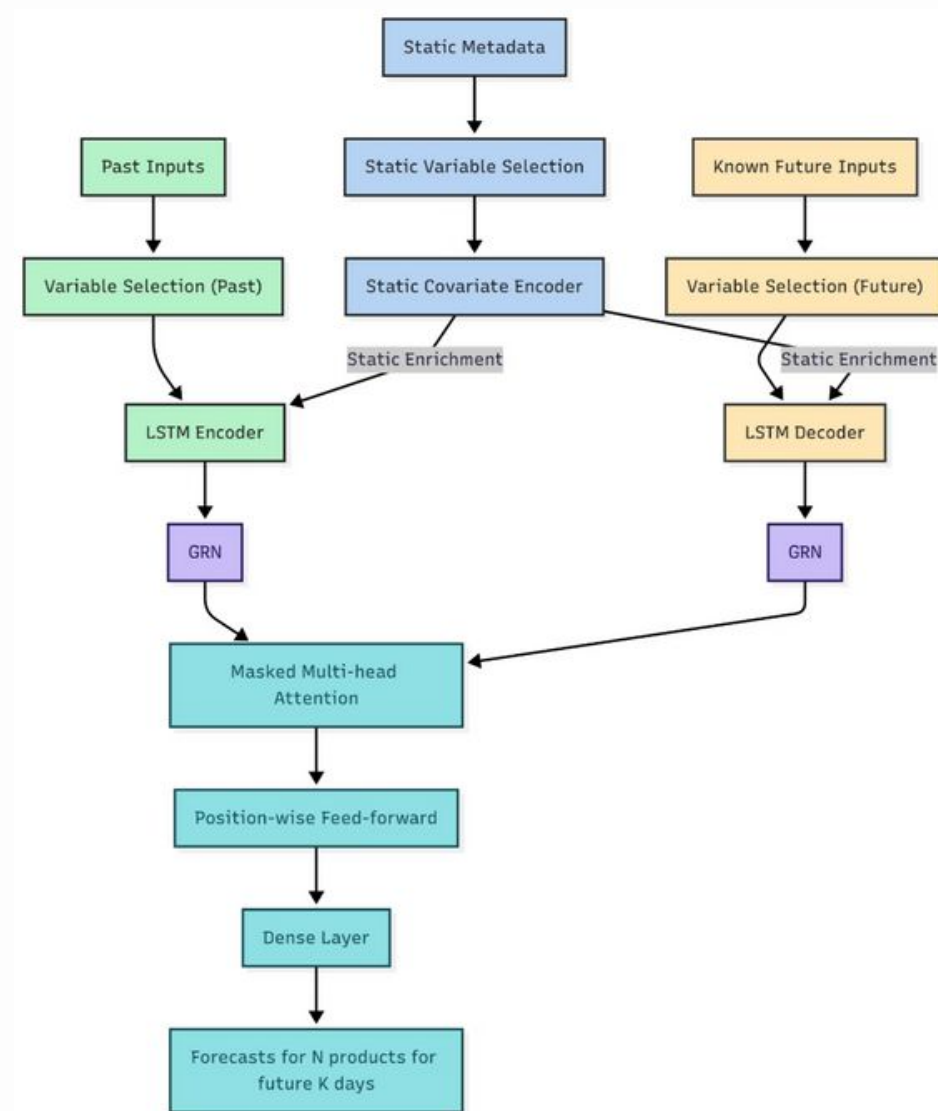 Static Metadata
Past Inputs
Static Variable Selection
Known Future Inputs
Variable Selection (Past)
Static Covariate Encoder
Variable Selection (Future)
Static Enrichment
Static Enrichment
LSTM Encoder
LSTM Decoder
GRN
GRN
Masked Multi-head
Attention
Position-wise Feed-forward
Dense Layer
Forecasts for N products for
future K days